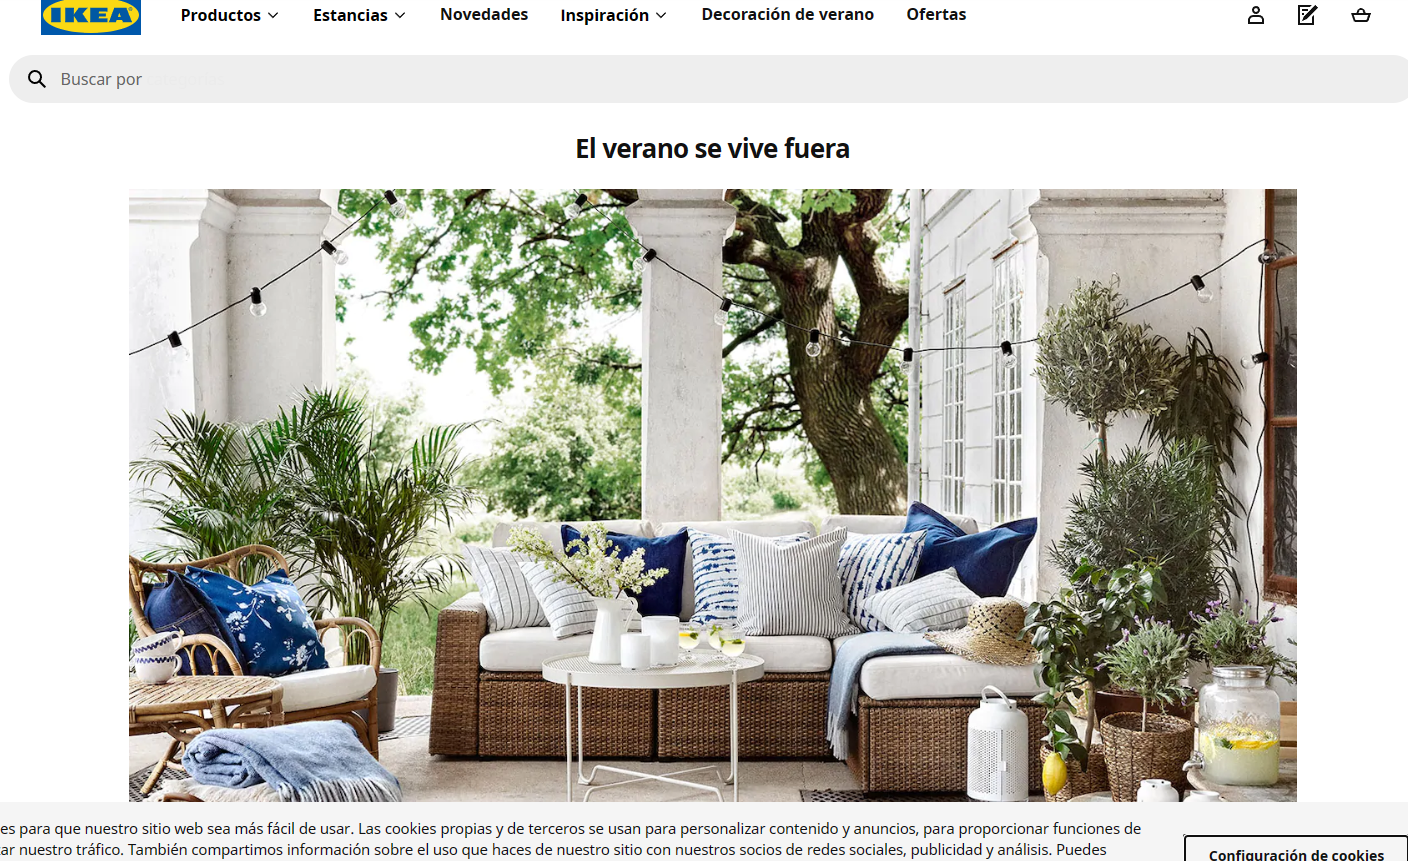 IKEA
Productos Estancias Novedades Inspiración Decoración de verano Ofertas
Buscar por
El verano se vive fuera
es para que nuestro sitio web sea más fácil de usar. Las cookies propias y de terceros se usan para personalizar contenido y anuncios, para proporcionar funciones de
ar nuestro tráfico. También compartimos información sobre el uso que haces de nuestro sitio con nuestros socios de redes sociales, publicidad y análisis. Puedes
Configuración de cookies